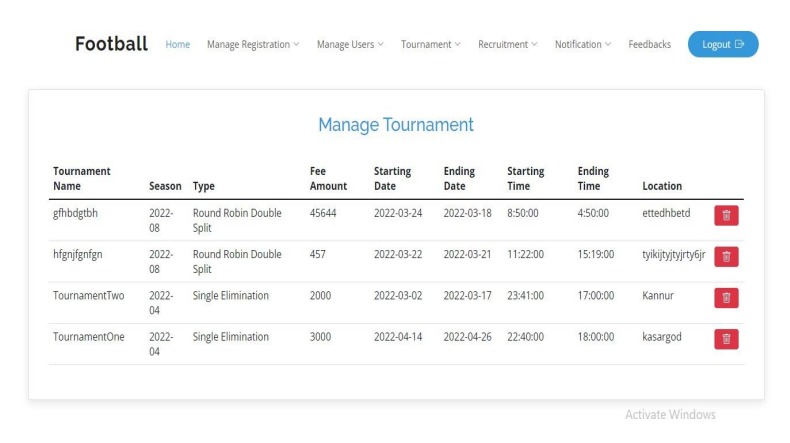 Football Home Manage Registration Manage Users Tournament Recruitment Notification Feedbacks Logout
Manage Tournament
Tournament Name Season Type Fee Amount Starting Date Ending Date Starting Time Ending Time Location
gfhbdgtbh 2022-08 Round Robin Double Split 45644 2022-03-24 2022-03-18 8:50:00 4:50:00 ettedhbetd
hfgnjfgnfgn 2022-08 Round Robin Double Split 457 2022-03-22 2022-03-21 11:22:00 15:19:00 tyikijtyjtyjrty6jr
TournamentTwo 2022-04 Single Elimination 2000 2022-03-02 2022-03-17 23:41:00 17:00:00 Kannur
TournamentOne 2022-04 Single Elimination 3000 2022-04-14 2022-04-26 22:40:00 18:00:00 kasargod
Activate Windows